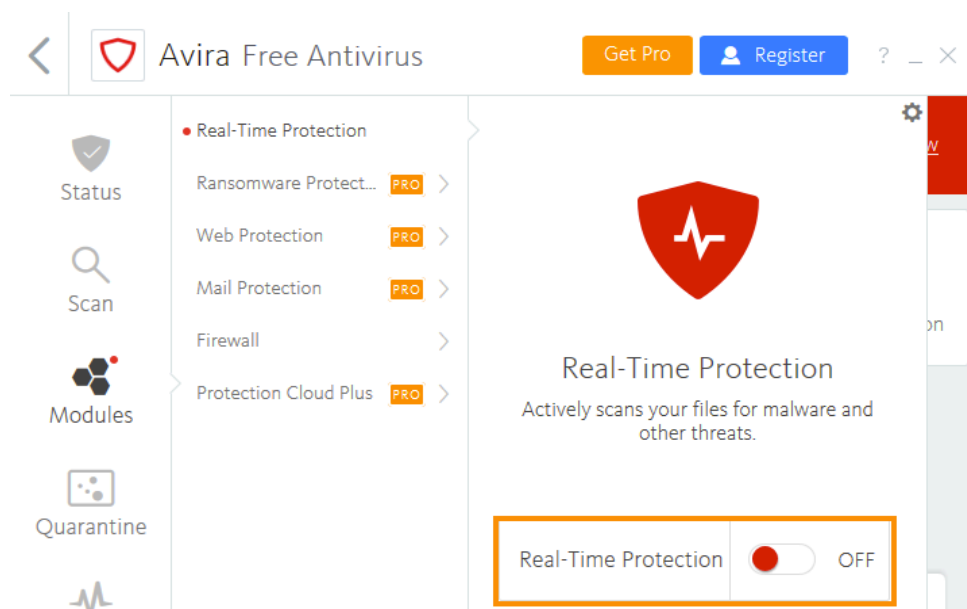 Avira Free Antivirus
Get Pro
Register
?
Status
Scan
Modules
Quarantine
Real-Time Protection
Ransomware Protect... PRO
Web Protection PRO
Mail Protection PRO
Firewall
Protection Cloud Plus PRO
Real-Time Protection
Actively scans your files for malware and
other threats.
Real-Time Protection OFF
w
on